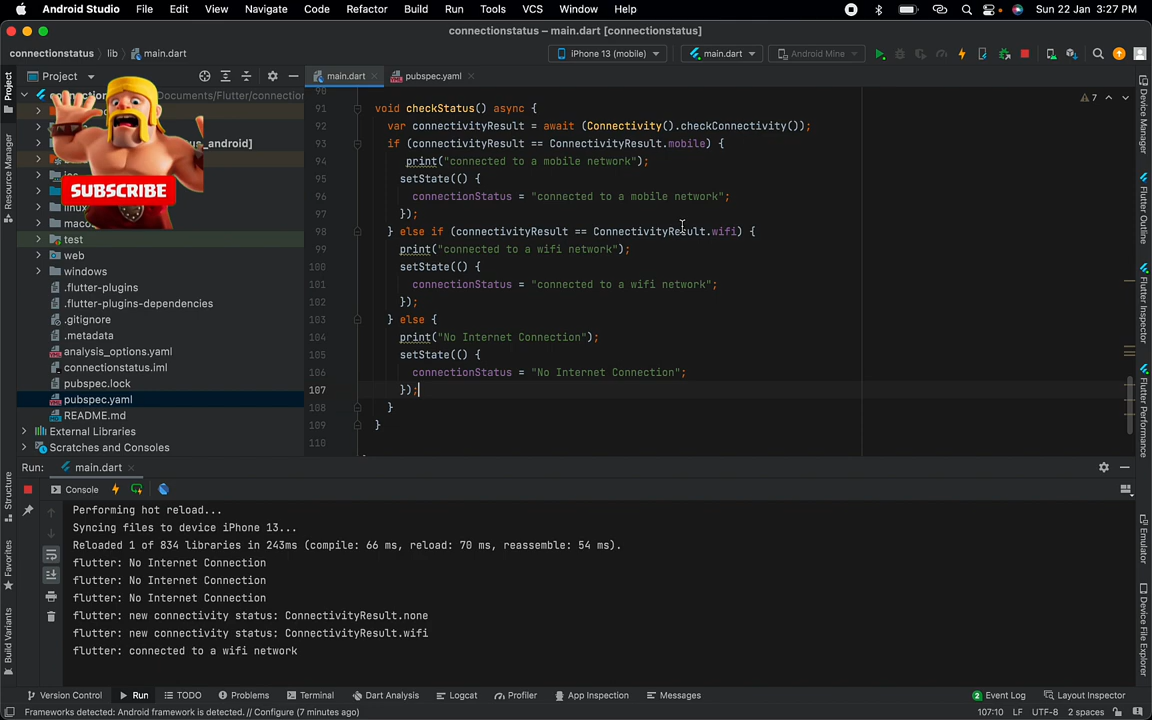 Android Studio File Edit View Navigate Code Refactor Build Run Tools VCS Window Help Sun 22 Jan 3:27 PM
connectionstatus – main.dart [connectionstatus]
connectionstatus lib main.dart iPhone 13 (mobile) main.dart Android Mine
Project main.dart pubspec.yaml
Documents/Flutter/connection
_android]
SUBSCRIBE
test
web
windows
.flutter-plugins
.flutter-plugins-dependencies
.gitignore
.metadata
analysis_options.yaml
connectionstatus.iml
pubspec.lock
pubspec.yaml
README.md
External Libraries
Scratches and Consoles
7
90
91 void checkStatus() async {
92 var connectivityResult = await (Connectivity().checkConnectivity());
93 if (connectivityResult == ConnectivityResult.mobile) {
94 print("connected to a mobile network");
95 setState(() {
96 connectionStatus = "connected to a mobile network";
97 });
98 } else if (connectivityResult == ConnectivityResult.wifi) {
99 print("connected to a wifi network");
100 setState(() {
101 connectionStatus = "connected to a wifi network";
102 });
103 } else {
104 print("No Internet Connection");
105 setState(() {
106 connectionStatus = "No Internet Connection";
107 });
108 }
109 }
110
Project
Resource Manager
Structure
Favorites
Build Variants
Device Manager
Flutter Outline
Flutter Inspector
Flutter Performance
Emulator
Device File Explorer
Run: main.dart
Console
Performing hot reload...
Syncing files to device iPhone 13...
Reloaded 1 of 834 libraries in 243ms (compile: 66 ms, reload: 70 ms, reassemble: 54 ms).
flutter: No Internet Connection
flutter: No Internet Connection
flutter: No Internet Connection
flutter: new connectivity status: ConnectivityResult.none
flutter: new connectivity status: ConnectivityResult.wifi
flutter: connected to a wifi network
Version Control Run TODO Problems Terminal Dart Analysis Logcat Profiler App Inspection Messages 2 Event Log Layout Inspector
Frameworks detected: Android framework is detected. // Configure (7 minutes ago) 107:10 LF UTF-8 2 spaces